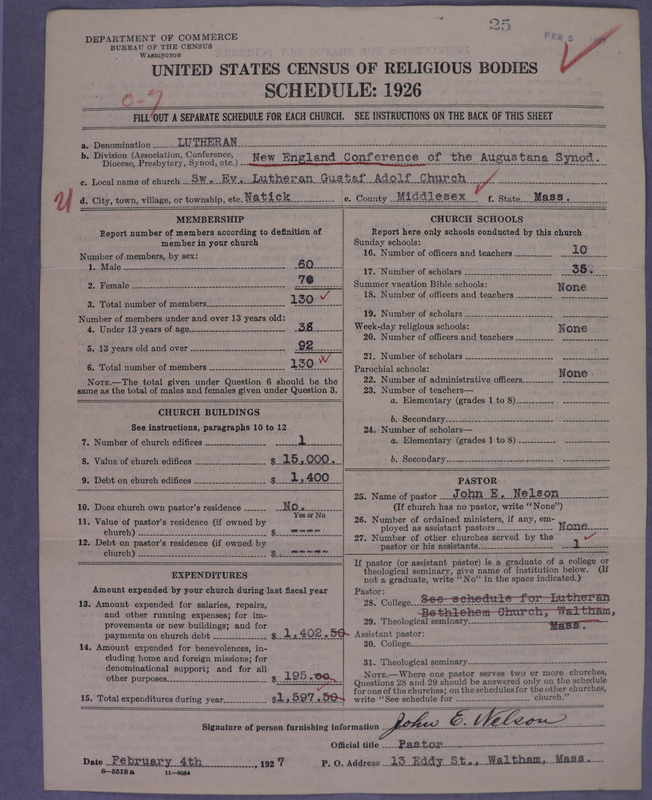 25
FEB 5
DEPARTMENT OF COMMERCE
BUREAU OF THE CENSUS
WASHINGTON
UNITED STATES CENSUS OF RELIGIOUS BODIES
SCHEDULE: 1926
FILL OUT A SEPARATE SCHEDULE FOR EACH CHURCH. SEE INSTRUCTIONS ON THE BACK OF THIS SHEET
a. Denomination LUTHERAN
b. Division (Association, Conference, Diocese, Presbytery, Synod, etc.) New England Conference of the Augustana Synod.
c. Local name of church Sw. Ev. Lutheran Gustaf Adolf Church
d. City, town, village, or township, etc. Natick e. County Middlesex f. State Mass.
MEMBERSHIP
Report number of members according to definition of
member in your church
Number of members, by sex:
1. Male 60
2. Female 70
3. Total number of members 130
Number of members under and over 13 years old:
4. Under 13 years of age 38
5. 13 years old and over 92
6. Total number of members 130
NOTE.—The total given under Question 6 should be the
same as the total of males and females given under Question 3.
CHURCH BUILDINGS
See instructions, paragraphs 10 to 12
7. Number of church edifices 1
8. Value of church edifices $ 15,000.
9. Debt on church edifices $ 1,400
10. Does church own pastor's residence No.
Yes or No
11. Value of pastor's residence (if owned by
church) $ ----
12. Debt on pastor's residence (if owned by
church) $ -----
EXPENDITURES
Amount expended by your church during last fiscal year
13. Amount expended for salaries, repairs,
and other running expenses; for im-
provements or new buildings; and for
payments on church debt $ 1,402.50
14. Amount expended for benevolences, in-
cluding home and foreign missions; for
denominational support; and for all
other purposes $ 195.00
15. Total expenditures during year $1,597.50
CHURCH SCHOOLS
Report here only schools conducted by this church
Sunday schools:
16. Number of officers and teachers 10
17. Number of scholars 35.
Summer vacation Bible schools: None
18. Number of officers and teachers
19. Number of scholars
Week-day religious schools: None
20. Number of officers and teachers
21. Number of scholars
Parochial schools:
22. Number of administrative officers None
23. Number of teachers—
a. Elementary (grades 1 to 8)
b. Secondary
24. Number of scholars—
a. Elementary (grades 1 to 8)
b. Secondary
PASTOR
25. Name of pastor John E. Nelson
(If church has no pastor, write "None")
26. Number of ordained ministers, if any, em-
ployed as assistant pastors None
27. Number of other churches served by the
pastor or his assistants 1
If pastor (or assistant pastor) is a graduate of a college or
theological seminary, give name of institution below. (If
not a graduate, write "No" in the space indicated.)
Pastor:
28. College See schedule for Lutheran
Bethlehem Church, Waltham,
29. Theological seminary Mass.
Assistant pastor:
30. College
31. Theological seminary
NOTE.—Where one pastor serves two or more churches,
Questions 28 and 29 should be answered only on the schedule
for one of the churches; on the schedules for the other churches,
write "See schedule for church."
Signature of person furnishing information John E. Nelson
Official title Pastor
Date February 4th, 1927 P. O. Address 13 Eddy St., Waltham, Mass.
8—5518a 11—9084